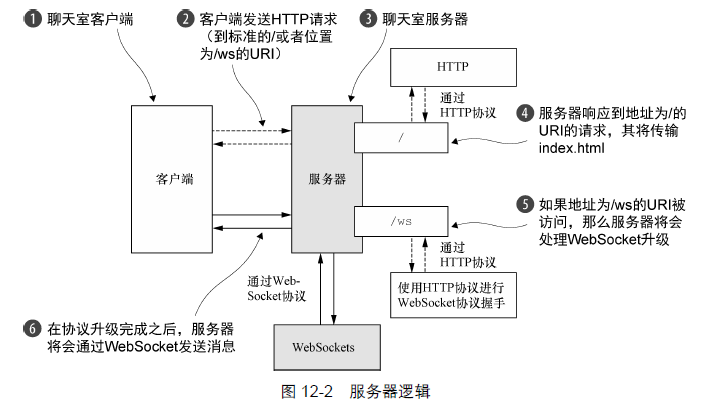 ❶ 聊天室客户端
❷ 客户端发送HTTP请求
（到标准的/或者位置
为/ws的URI）
❸ 聊天室服务器
HTTP
通过
HTTP协议
/
❹ 服务器响应到地址为/的
URI的请求，其将传输
index.html
客户端
服务器
/ws
❺ 如果地址为/ws的URI被
访问，那么服务器将会
处理WebSocket升级
通过
HTTP协议
通过Web-
Socket协议
使用HTTP协议进行
WebSocket协议握手
❻ 在协议升级完成之后，服务器
将会通过WebSocket发送消息
WebSockets
图 12-2 服务器逻辑